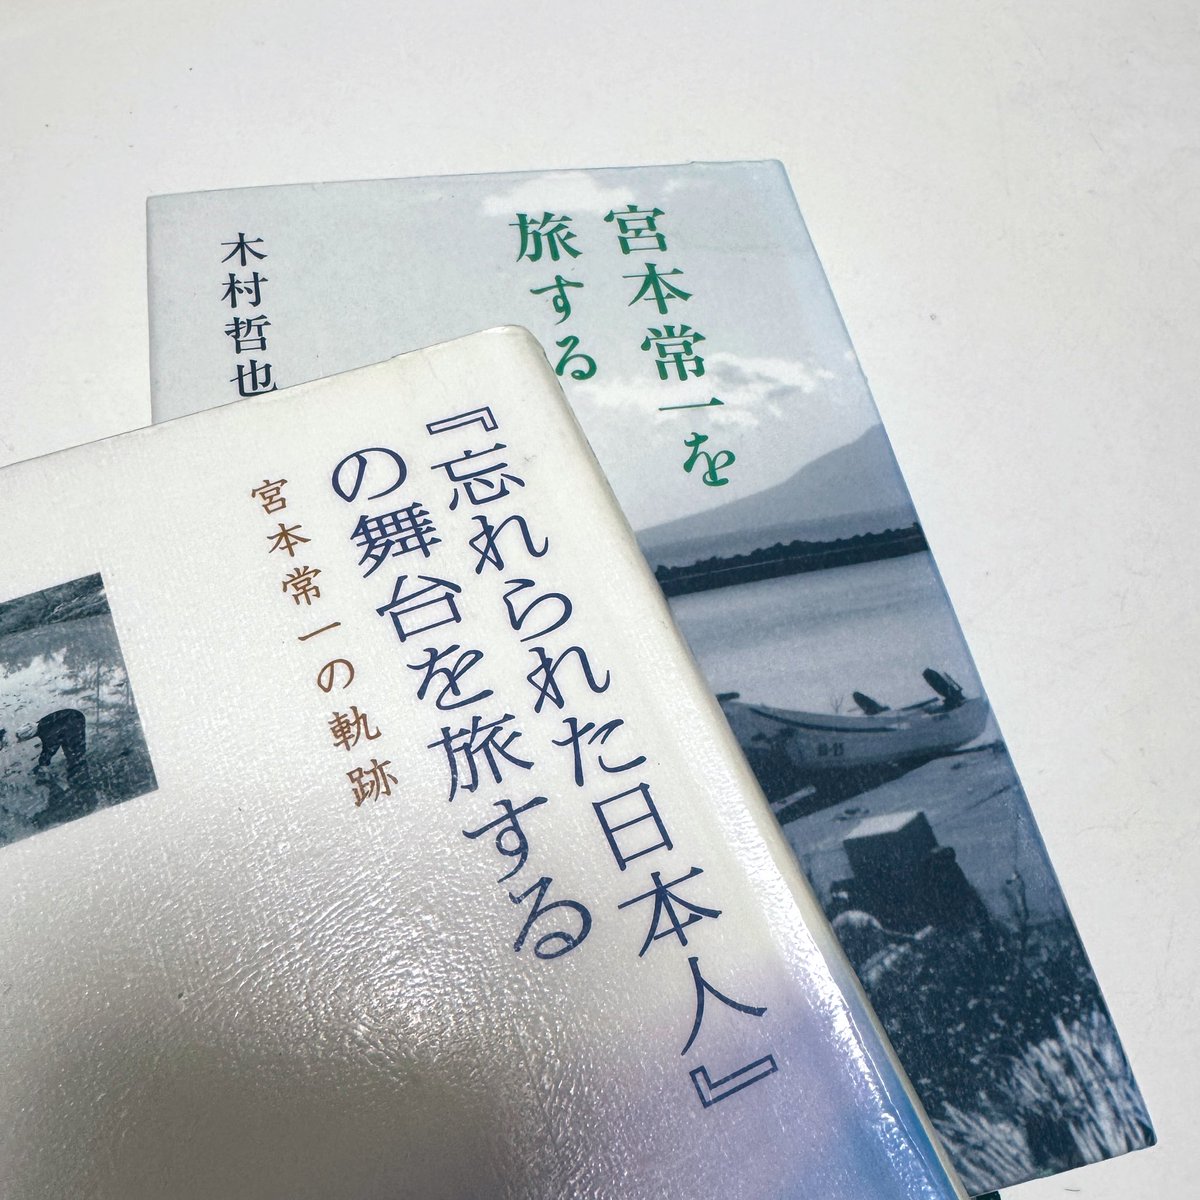 宮本常一を
旅する
木村哲也
『忘れられた日本人』
の舞台を旅する
宮本常一の軌跡